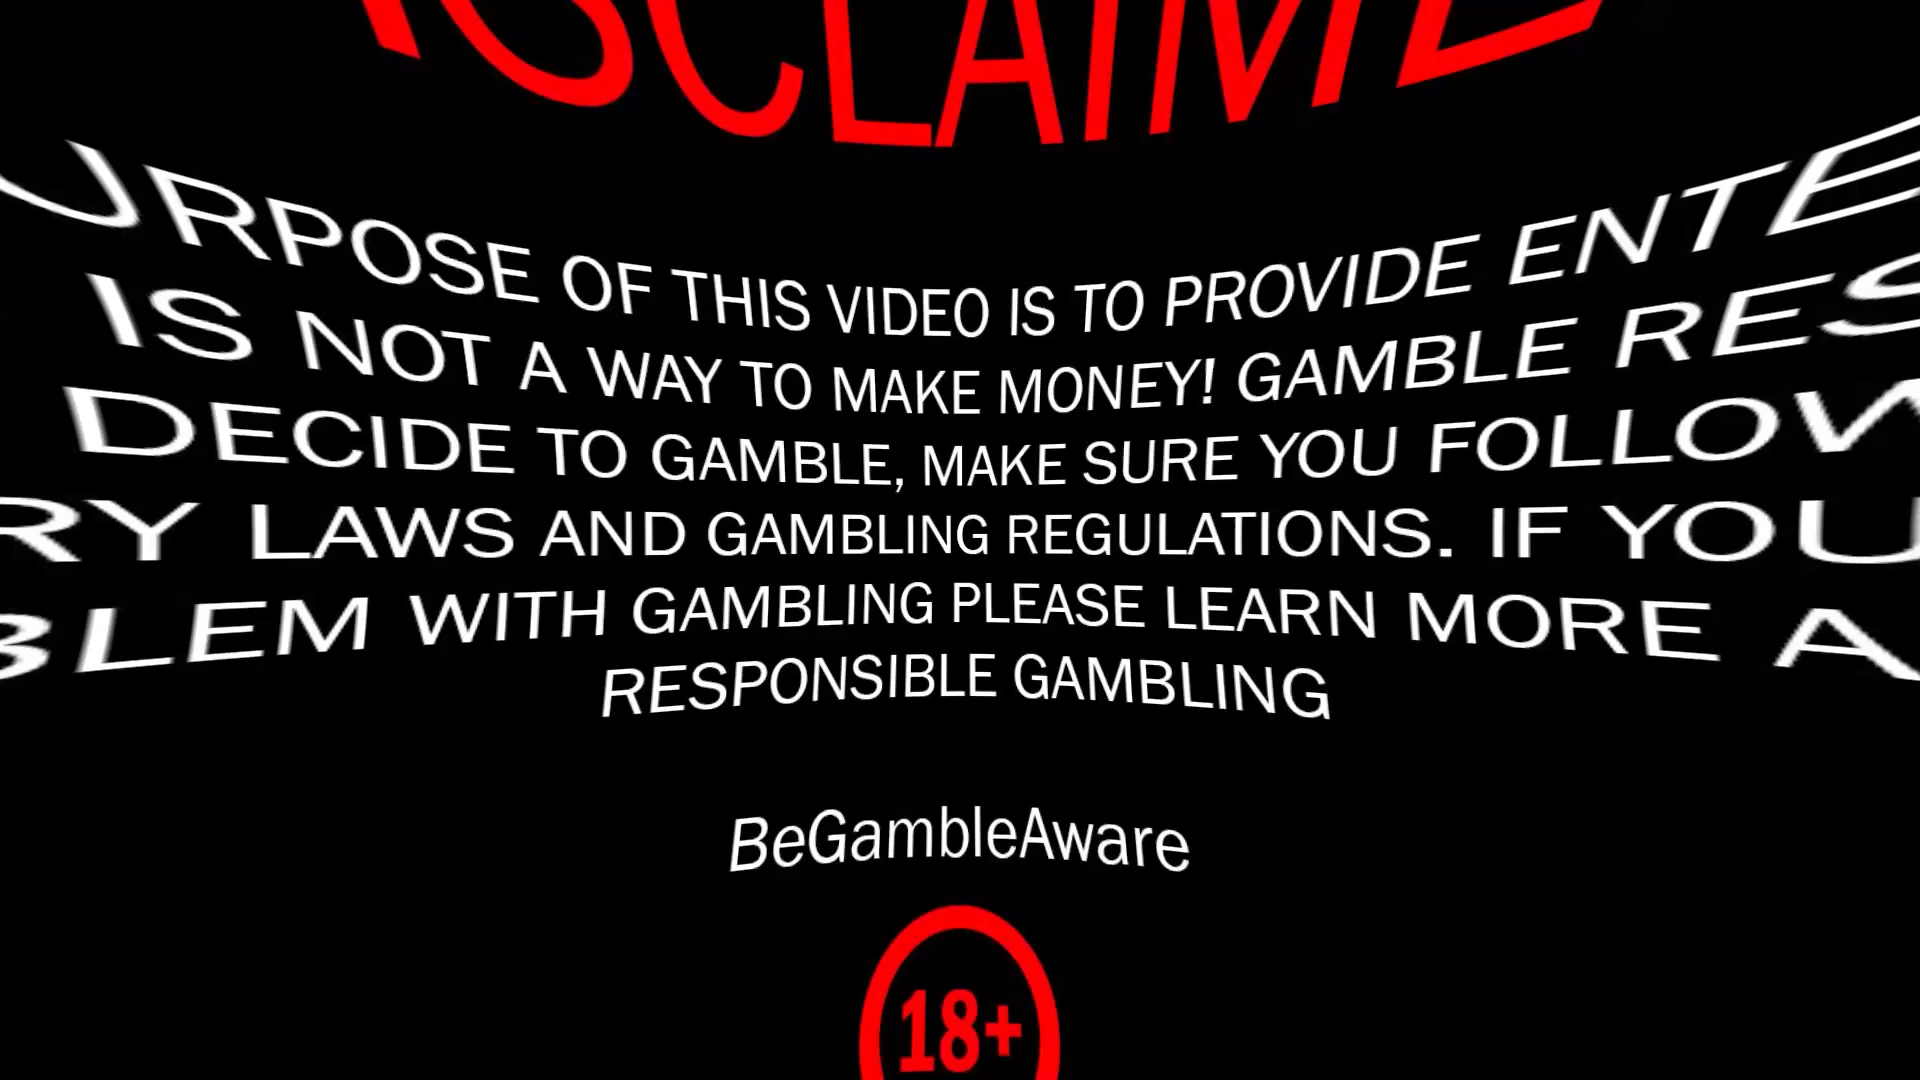 ISCLAIME
URPOSE OF THIS VIDEO IS TO PROVIDE ENTE
IS NOT A WAY TO MAKE MONEY! GAMBLE RES
DECIDE TO GAMBLE, MAKE SURE YOU FOLLOW
RY LAWS AND GAMBLING REGULATIONS. IF YOU
BLEM WITH GAMBLING PLEASE LEARN MORE A
RESPONSIBLE GAMBLING
BeGambleAware
18+